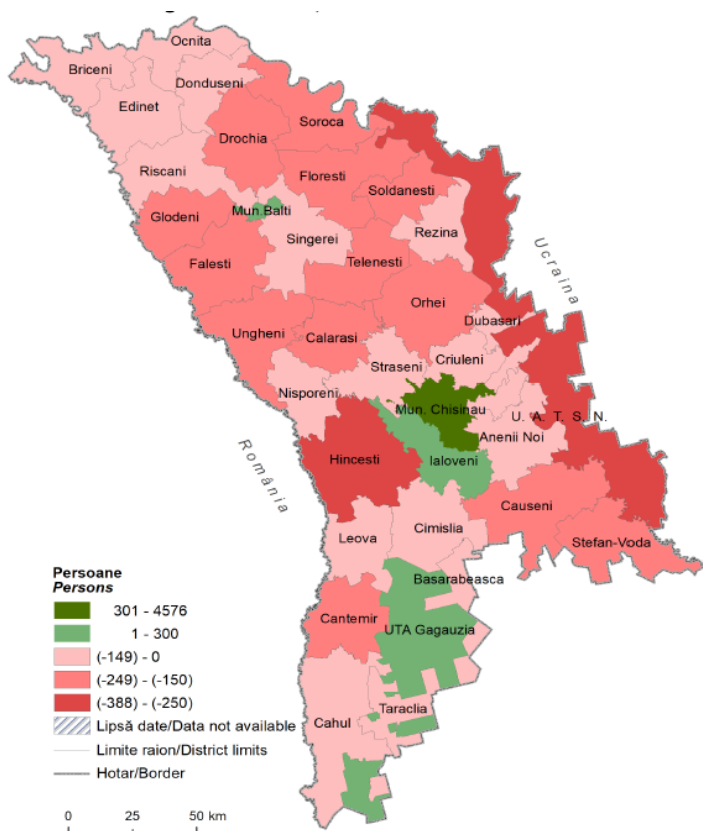 Ocnita
Briceni
Donduseni
Edinet
Soroca
Drochia
Riscani
Floresti
Soldanesti
Glodeni
Mun.Balti
Rezina
Singerei
Ucraina
Falesti
Telenesti
Orhei
Dubasari
Ungheni
Calarasi
Straseni
Criuleni
Nisporeni
Mun. Chisinau
U. A. T. S. N.
Anenii Noi
România
Hincesti
Ialoveni
Causeni
Leova
Cimislia
Stefan-Voda
Basarabeasca
Cantemir
UTA Gagauzia
Taraclia
Cahul
Persoane
Persons
301 - 4576
1 - 300
(-149) - 0
(-249) - (-150)
(-388) - (-250)
Lipsă date/Data not available
Limite raion/District limits
Hotar/Border
0 25 50 km